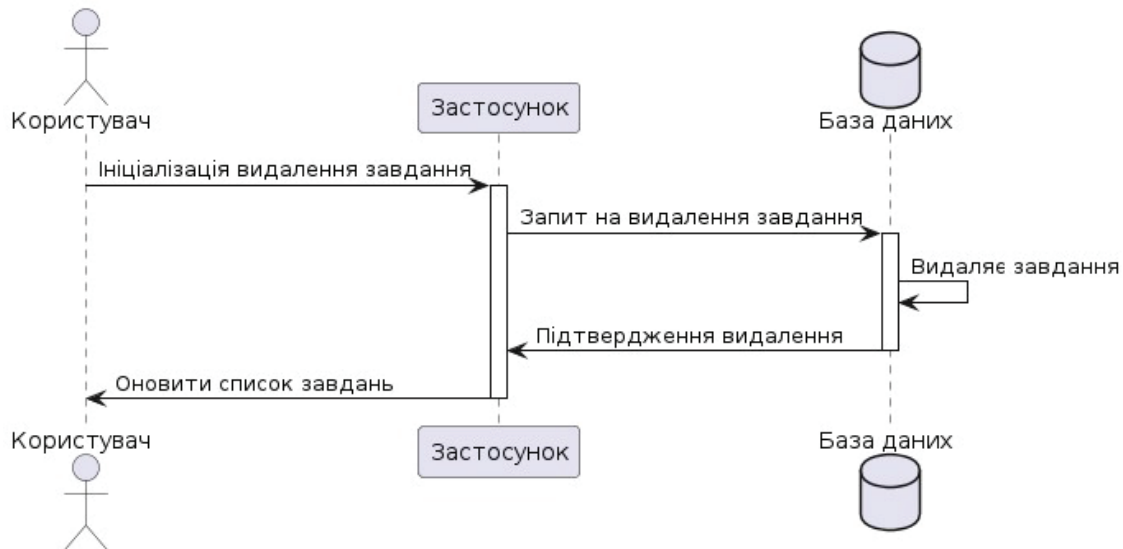 Користувач
Застосунок
База даних
Ініціалізація видалення завдання
Запит на видалення завдання
Видаляє завдання
Підтвердження видалення
Оновити список завдань
Користувач
Застосунок
База даних